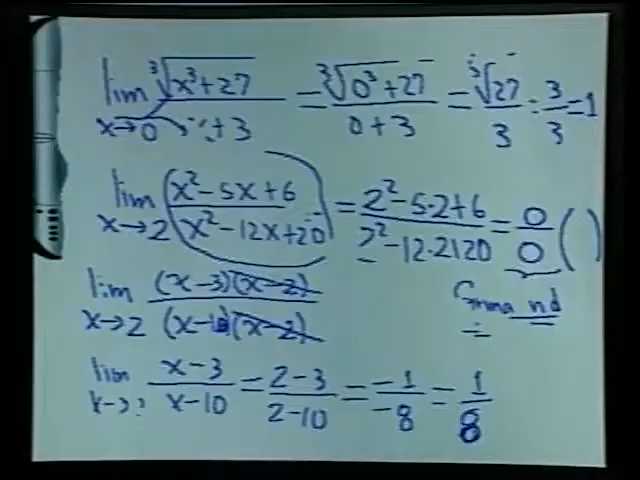 lim x→0 ∛(x³+27) / x+3 = ∛(0³+27) / 0+3 = ∛27 / 3 = 3/3 = 1
lim x→2 (x²-5x+6 / x²-12x+20) = 2²-5·2+6 / 2²-12·2120 = 0/0 ( )
lim x→2 (x-3)(x-2) / (x-10)(x-2)
lim x-3 / x-10 = 2-3 / 2-10 = -1 / -8 = 1/8